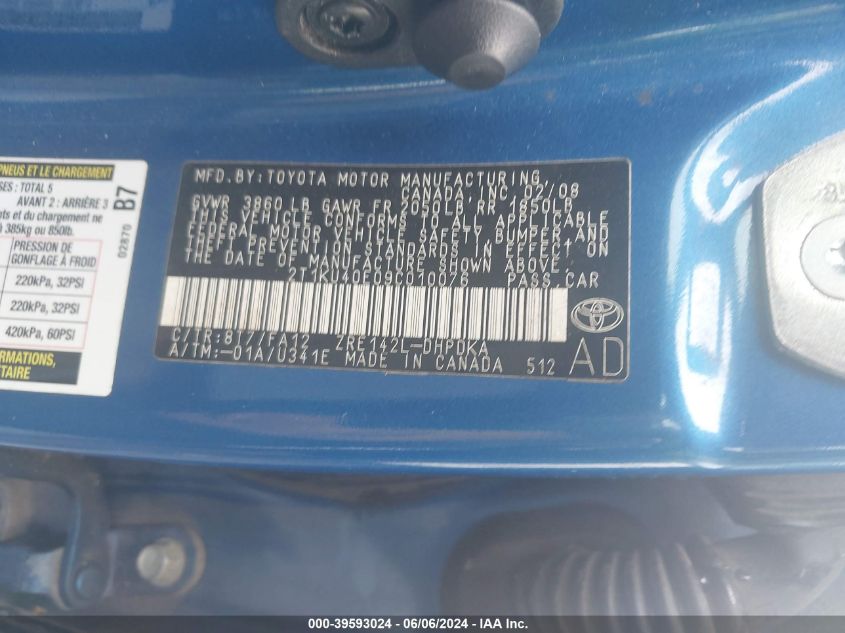 PNEUS ET LE CHARGEMENT
SES: TOTAL 5
AVANT 2 : ARRIÈRE 3
nts et du chargement ne
à 385kg ou 850lb.
PRESSION DE
GONFLAGE À FROID
220kPa, 32PSI
220kPa, 32PSI
420kPa, 60PSI
TAIRE
B7
02870
MFD.BY:TOYOTA MOTOR MANUFACTURING
CANADA INC. 02/08
GVWR 3860 LB GAWR FR 2050LB RR 1850LB
THIS VEHICLE CONFORMS TO ALL APPLICABLE
FEDERAL MOTOR VEHICLE SAFETY BUMPER AND
THEFT PREVENTION STANDARDS IN EFFECT ON
THE DATE OF MANUFACTURE SHOWN ABOVE.
PASS.CAR
C/TR:8T7/FA12 ZRE142L-DHPDKA
A/TM:-01A/U341E MADE IN CANADA 512
AD
000-39593024 - 06/06/2024 - IAA Inc.